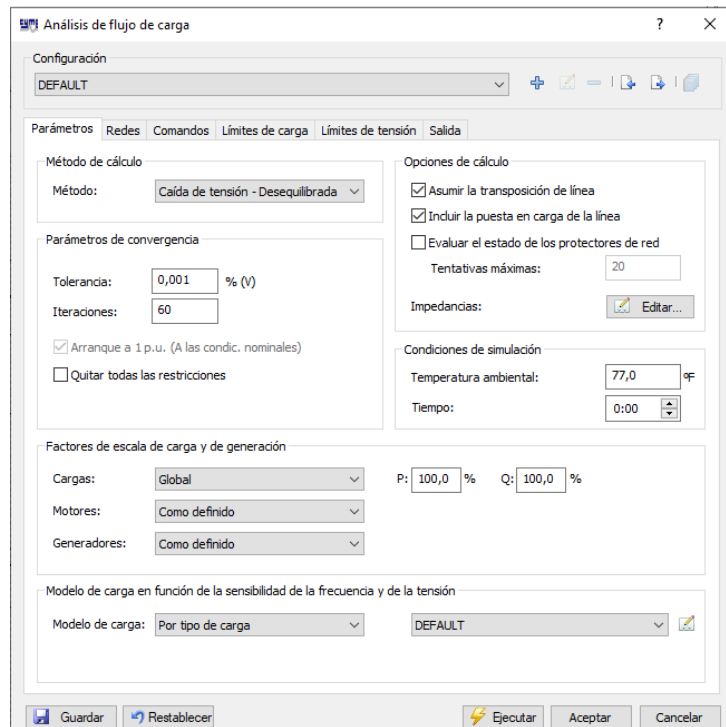 Análisis de flujo de carga
Configuración
DEFAULT
Parámetros Redes Comandos Límites de carga Límites de tensión Salida
Método de cálculo
Método: Caída de tensión - Desequilibrada
Parámetros de convergencia
Tolerancia: 0,001 % (V)
Iteraciones: 60
Arranque a 1 p.u. (A las condic. nominales)
Quitar todas las restricciones
Opciones de cálculo
Asumir la transposición de línea
Incluir la puesta en carga de la línea
Evaluar el estado de los protectores de red
Tentativas máximas: 20
Impedancias: Editar...
Condiciones de simulación
Temperatura ambiental: 77,0 ºF
Tiempo: 0:00
Factores de escala de carga y de generación
Cargas: Global P: 100,0 % Q: 100,0 %
Motores: Como definido
Generadores: Como definido
Modelo de carga en función de la sensibilidad de la frecuencia y de la tensión
Modelo de carga: Por tipo de carga DEFAULT
Guardar Restablecer Ejecutar Aceptar Cancelar